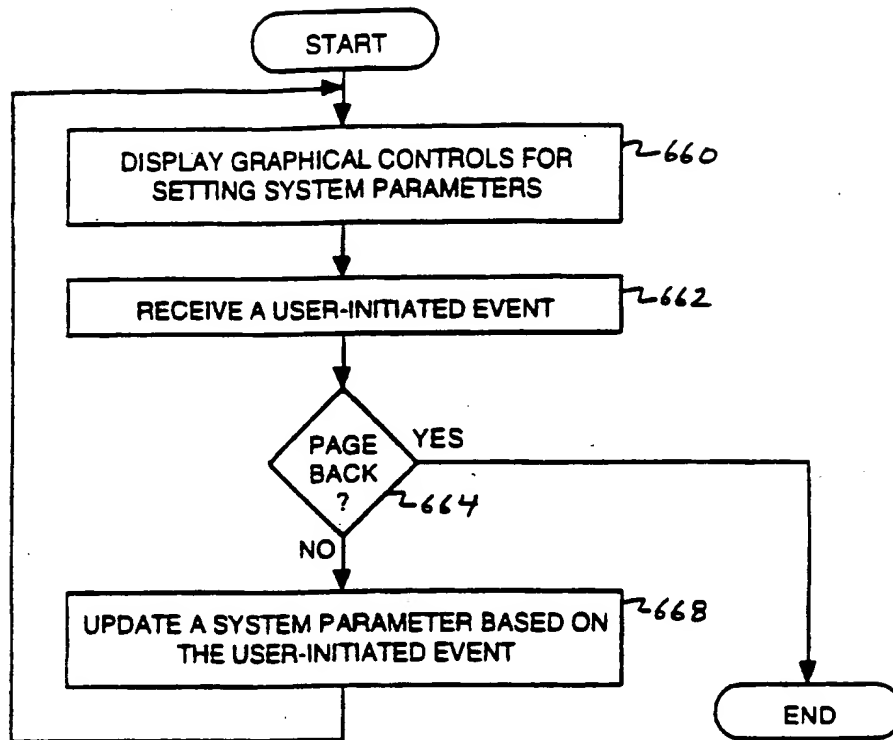 START
DISPLAY GRAPHICAL CONTROLS FOR
SETTING SYSTEM PARAMETERS
660
RECEIVE A USER-INITIATED EVENT
662
PAGE
BACK
?
YES
664
NO
UPDATE A SYSTEM PARAMETER BASED ON
THE USER-INITIATED EVENT
668
END